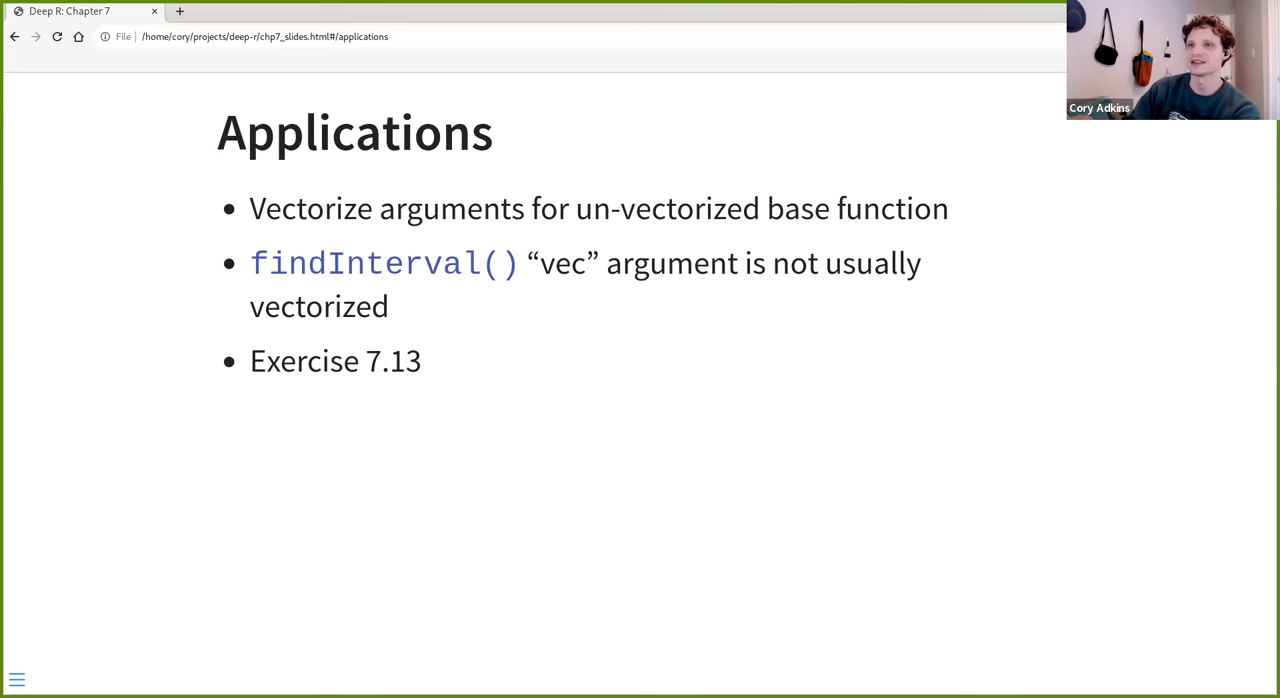 Deep R: Chapter 7
File
/home/cory/projects/deep-r/chp7_slides.html#/applications
Cory Adkins
Applications
Vectorize arguments for un-vectorized base function
findInterval() “vec” argument is not usually
vectorized
Exercise 7.13